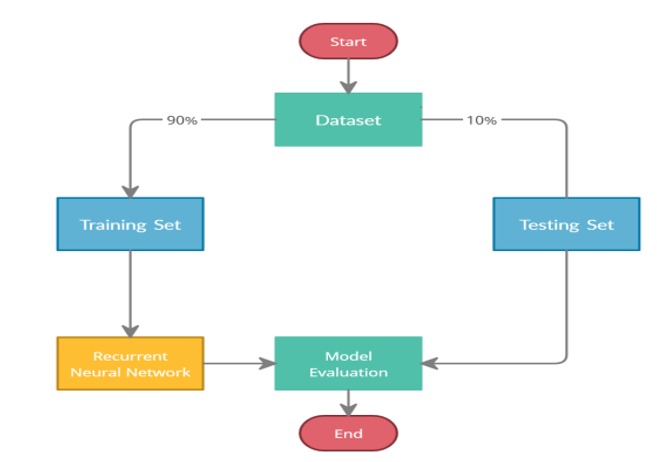 Start
Dataset
90%
10%
Training Set
Testing Set
Recurrent
Neural Network
Model
Evaluation
End